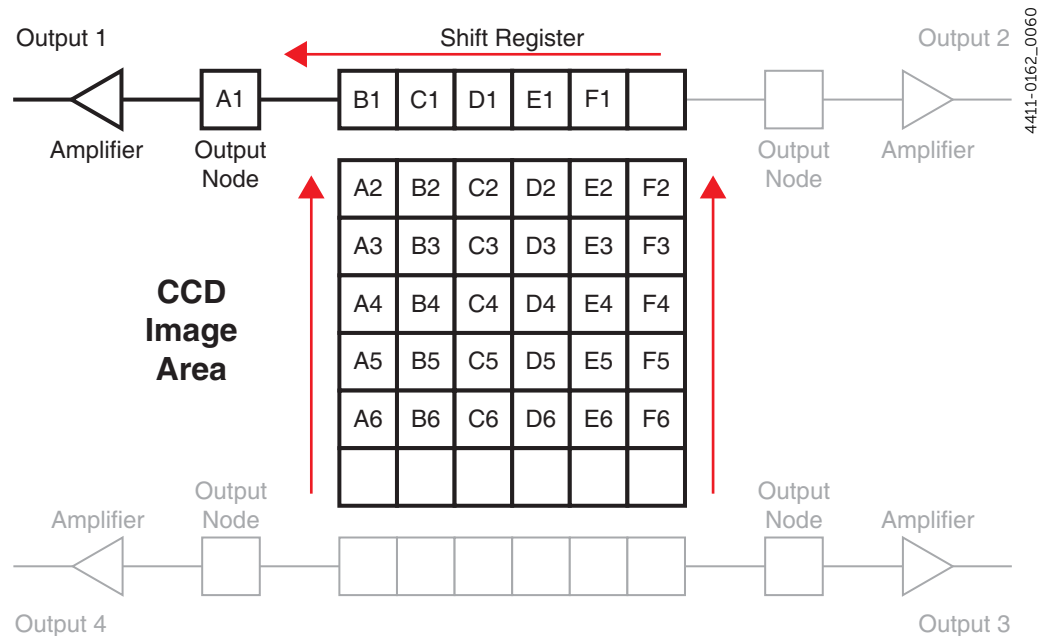 Output 1
Shift Register
Output 2
4411-0162_0060
A1
B1 C1 D1 E1 F1
Amplifier
Output
Node
Output
Node
Amplifier
A2 B2 C2 D2 E2 F2
A3 B3 C3 D3 E3 F3
CCD
Image
Area
A4 B4 C4 D4 E4 F4
A5 B5 C5 D5 E5 F5
A6 B6 C6 D6 E6 F6
Amplifier
Output
Node
Output
Node
Amplifier
Output 4
Output 3